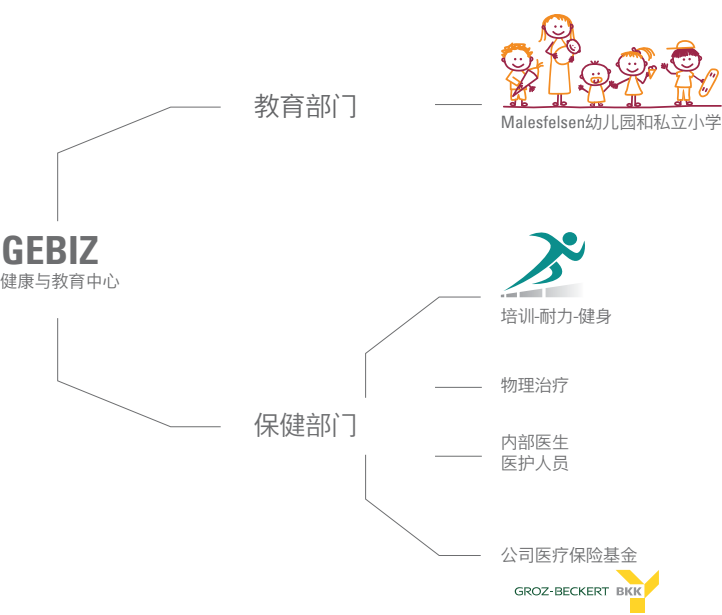 教育部门
Malesfelsen幼儿园和私立小学
GEBIZ
健康与教育中心
培训-耐力-健身
物理治疗
保健部门
内部医生
医护人员
公司医疗保险基金
GROZ-BECKERT BKK